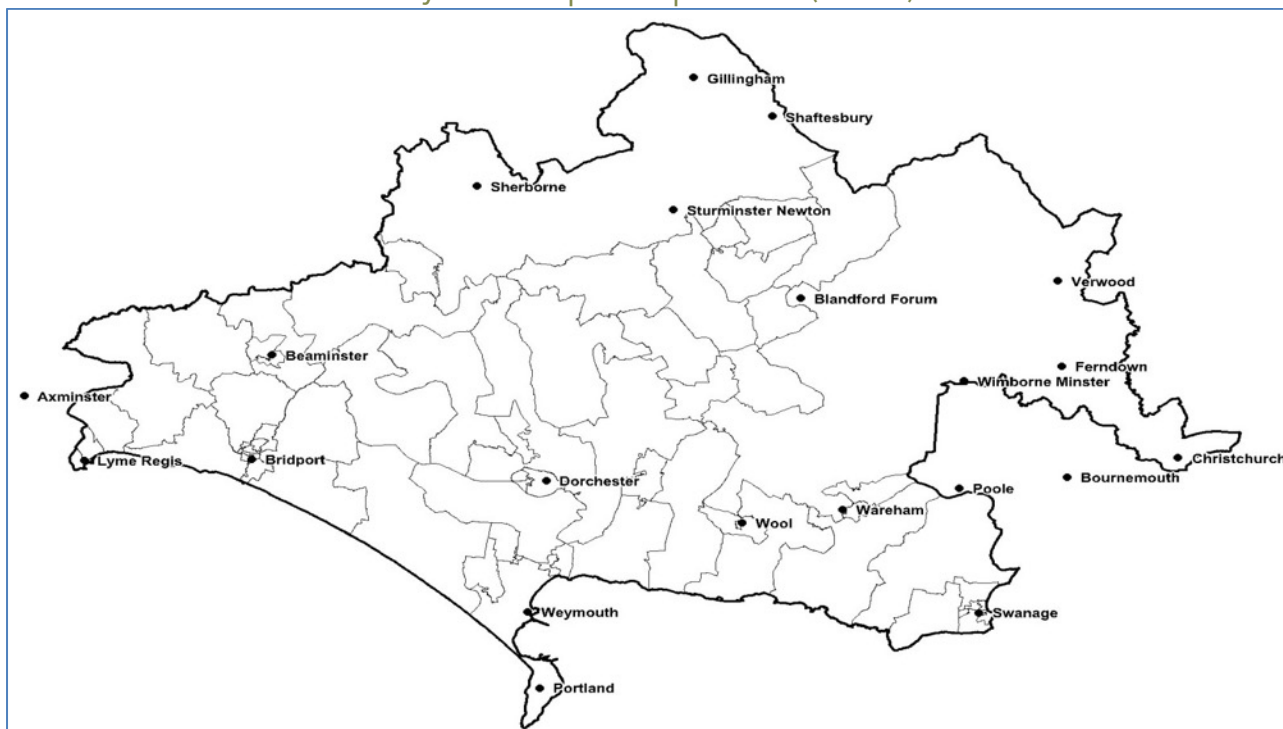 Gillingham
Shaftesbury
Sherborne
Sturminster Newton
Verwood
Blandford Forum
Beaminster
Ferndown
Wimborne Minster
Axminster
Christchurch
Lyme Regis
Bridport
Bournemouth
Dorchester
Poole
Wareham
Wool
Weymouth
Swanage
Portland